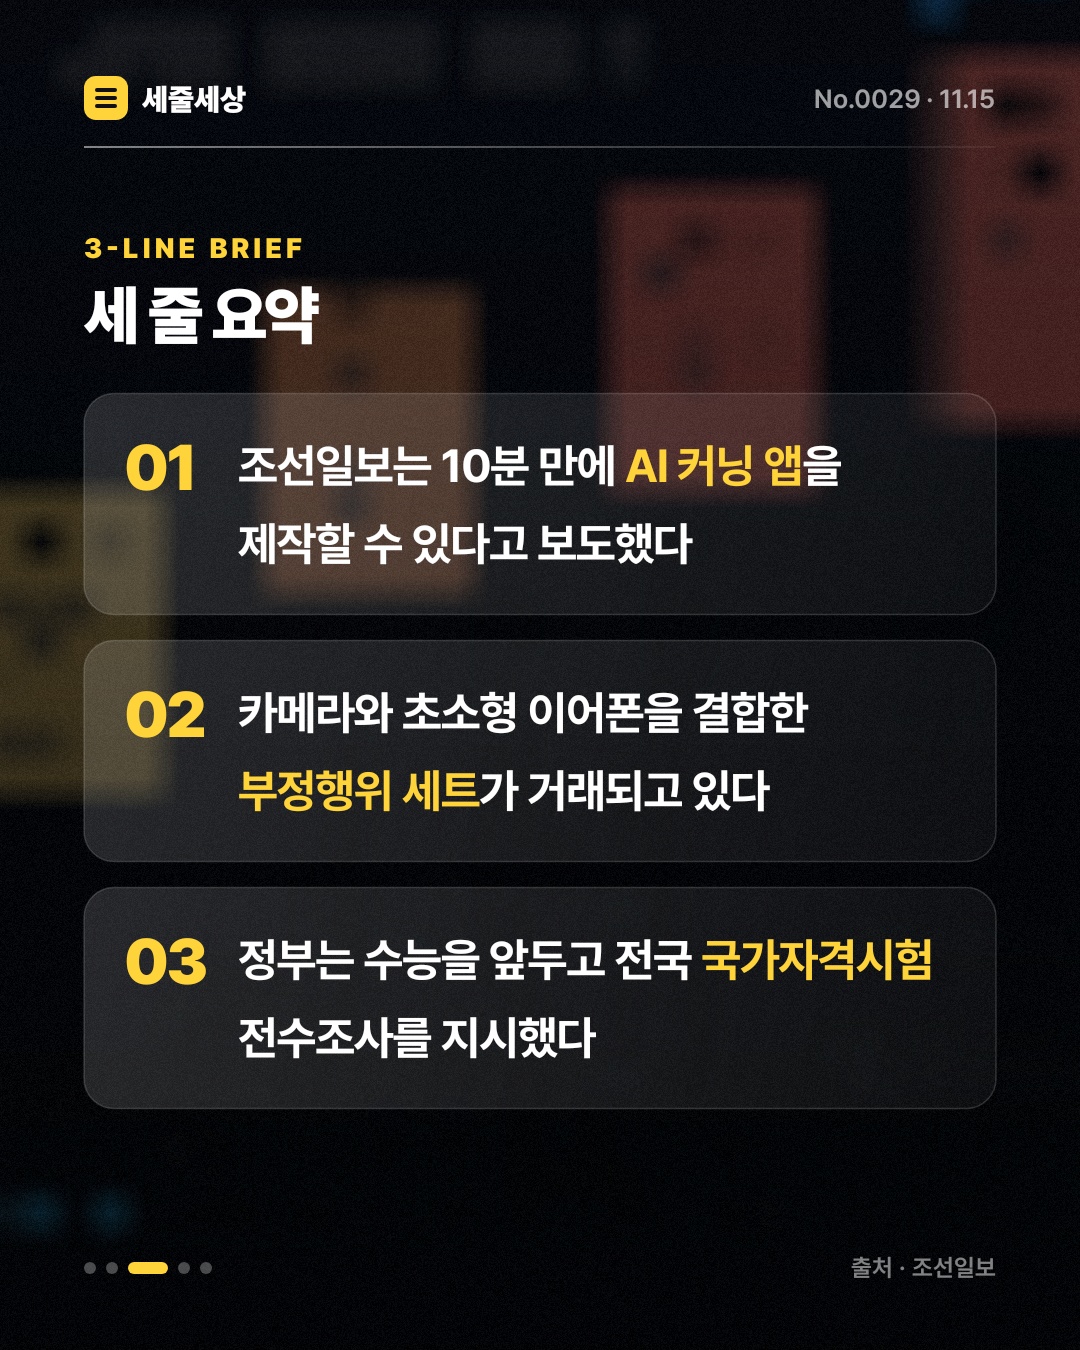 세줄세상
No.0029 · 11.15
3-LINE BRIEF
세 줄 요약
01 조선일보는 10분 만에 AI 커닝 앱을
제작할 수 있다고 보도했다
02 카메라와 초소형 이어폰을 결합한
부정행위 세트가 거래되고 있다
03 정부는 수능을 앞두고 전국 국가자격시험
전수조사를 지시했다
출처 · 조선일보